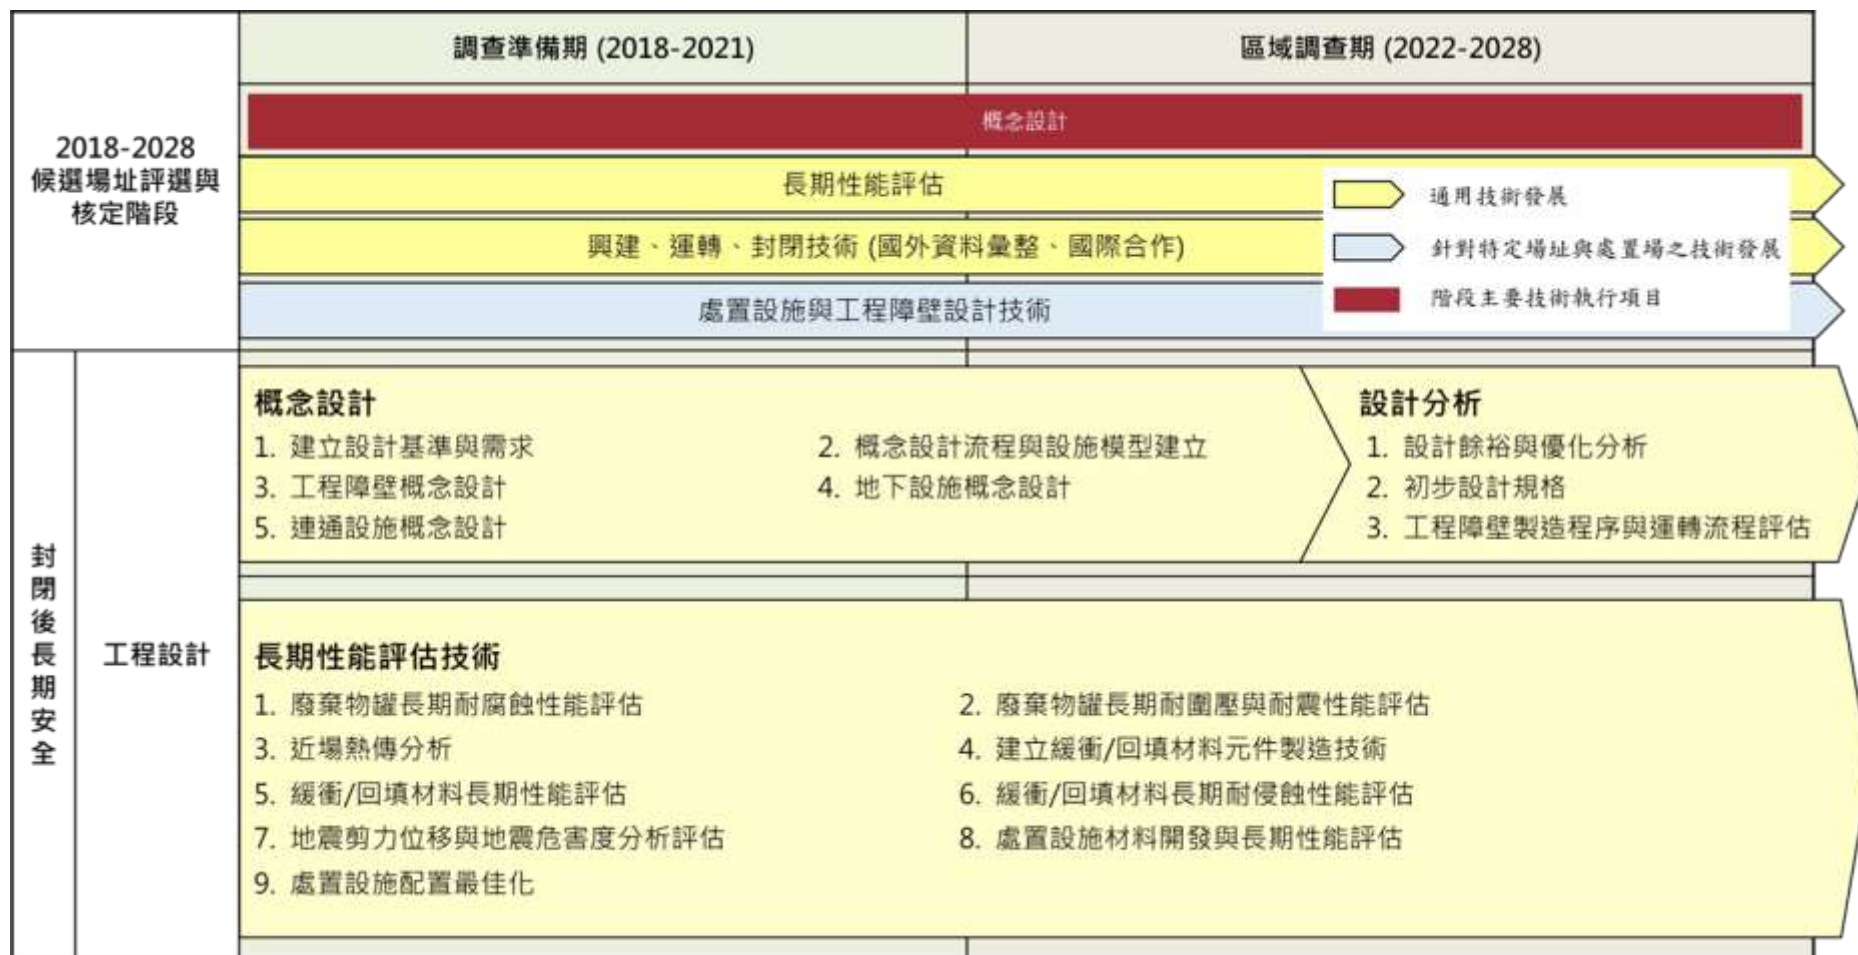 調查準備期 (2018-2021)
區域調查期 (2022-2028)
2018-2028
候選場址評選與
核定階段
概念設計
長期性能評估
興建、運轉、封閉技術 (國外資料彙整、國際合作)
處置設施與工程障壁設計技術
通用技術發展
針對特定場址與處置場之技術發展
階段主要技術執行項目
封閉後長期安全
工程設計
概念設計
1. 建立設計基準與需求
2. 概念設計流程與設施模型建立
3. 工程障壁概念設計
4. 地下設施概念設計
5. 連通設施概念設計
設計分析
1. 設計餘裕與優化分析
2. 初步設計規格
3. 工程障壁製造程序與運轉流程評估
長期性能評估技術
1. 廢棄物罐長期耐腐蝕性能評估
2. 廢棄物罐長期耐圍壓與耐震性能評估
3. 近場熱傳分析
4. 建立緩衝/回填材料元件製造技術
5. 緩衝/回填材料長期性能評估
6. 緩衝/回填材料長期耐侵蝕性能評估
7. 地震剪力位移與地震危害度分析評估
8. 處置設施材料開發與長期性能評估
9. 處置設施配置最佳化